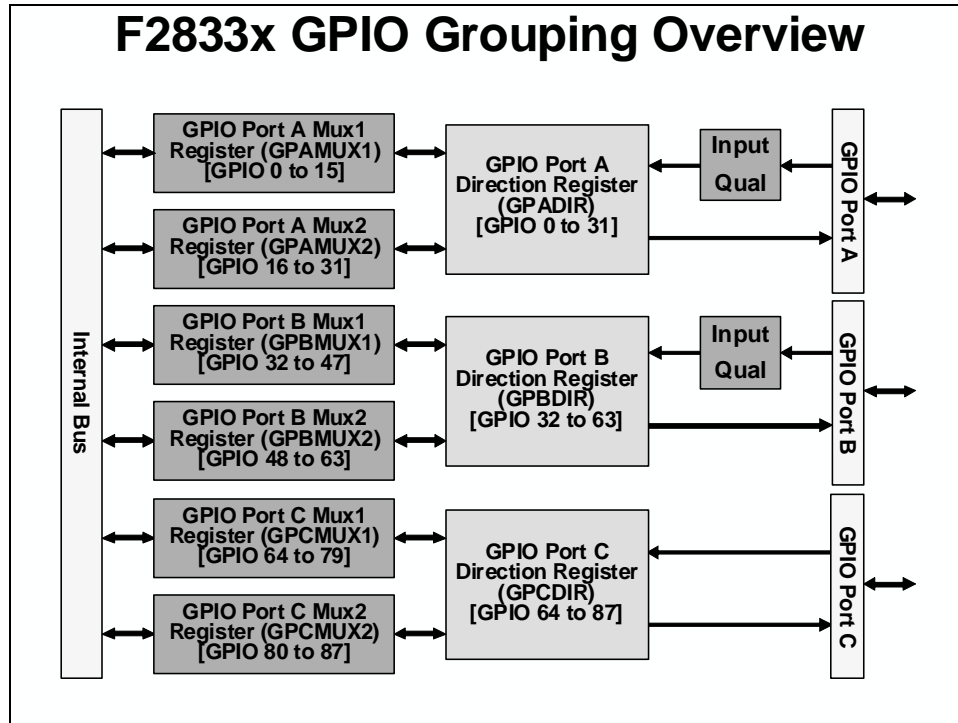 F2833x GPIO Grouping Overview
Internal Bus
GPIO Port A Mux1
Register (GPAMUX1)
[GPIO 0 to 15]
GPIO Port A Mux2
Register (GPAMUX2)
[GPIO 16 to 31]
GPIO Port A
Direction Register
(GPADIR)
[GPIO 0 to 31]
Input
Qual
GPIO Port A
GPIO Port B Mux1
Register (GPBMUX1)
[GPIO 32 to 47]
GPIO Port B Mux2
Register (GPBMUX2)
[GPIO 48 to 63]
GPIO Port B
Direction Register
(GPBDIR)
[GPIO 32 to 63]
Input
Qual
GPIO Port B
GPIO Port C Mux1
Register (GPCMUX1)
[GPIO 64 to 79]
GPIO Port C Mux2
Register (GPCMUX2)
[GPIO 80 to 87]
GPIO Port C
Direction Register
(GPCDIR)
[GPIO 64 to 87]
GPIO Port C